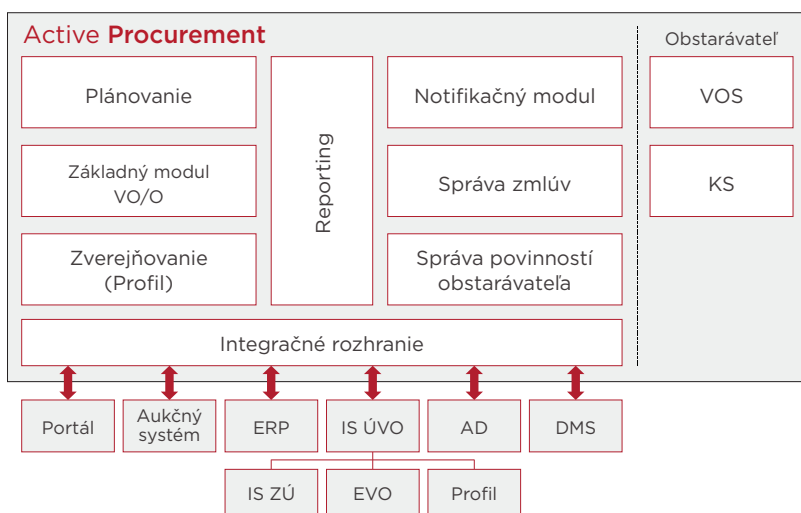 Active Procurement
Obstarávateľ
Plánovanie
Reporting
Notifikačný modul
VOS
Základný modul
VO/O
Správa zmlúv
KS
Zverejňovanie
(Profil)
Správa povinností
obstarávateľa
Integračné rozhranie
Portál
Aukčný
systém
ERP
IS ÚVO
AD
DMS
IS ZÚ
EVO
Profil